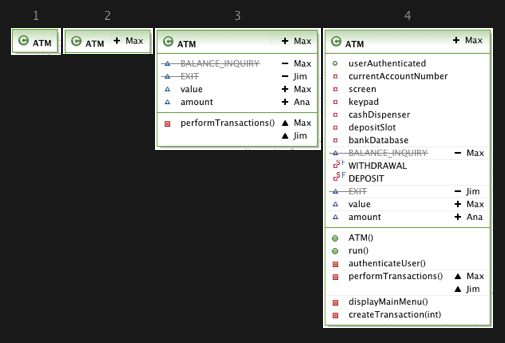 1
2
3
4
ATM
ATM + Max
ATM + Max
BALANCE_INQUIRY − Max
EXIT − Jim
value + Max
amount + Ana
performTransactions() ▲ Max
▲ Jim
ATM + Max
userAuthenticated
currentAccountNumber
screen
keypad
cashDispenser
depositSlot
bankDatabase
BALANCE_INQUIRY − Max
SF WITHDRAWAL
SF DEPOSIT
EXIT − Jim
value + Max
amount + Ana
ATM()
run()
authenticateUser()
performTransactions() ▲ Max
▲ Jim
displayMainMenu()
createTransaction(int)